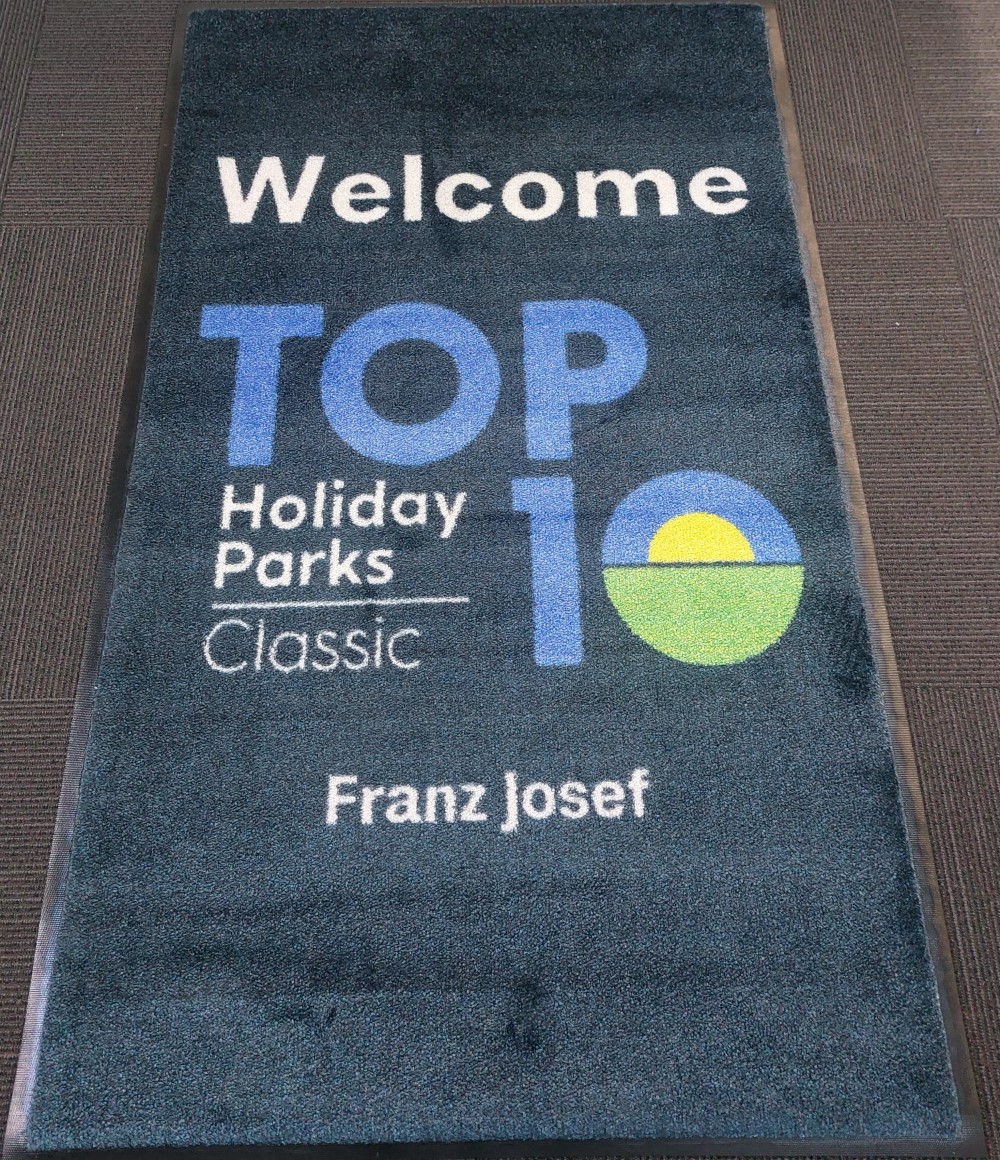 Welcome
TOP
10
Holiday
Parks
Classic
Franz Josef